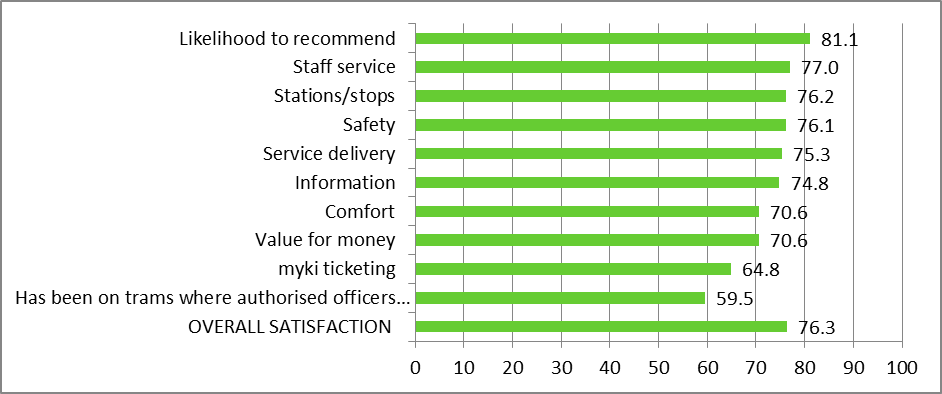 Likelihood to recommend 81.1
Staff service 77.0
Stations/stops 76.2
Safety 76.1
Service delivery 75.3
Information 74.8
Comfort 70.6
Value for money 70.6
myki ticketing 64.8
Has been on trams where authorised officers... 59.5
OVERALL SATISFACTION 76.3
0 10 20 30 40 50 60 70 80 90 100